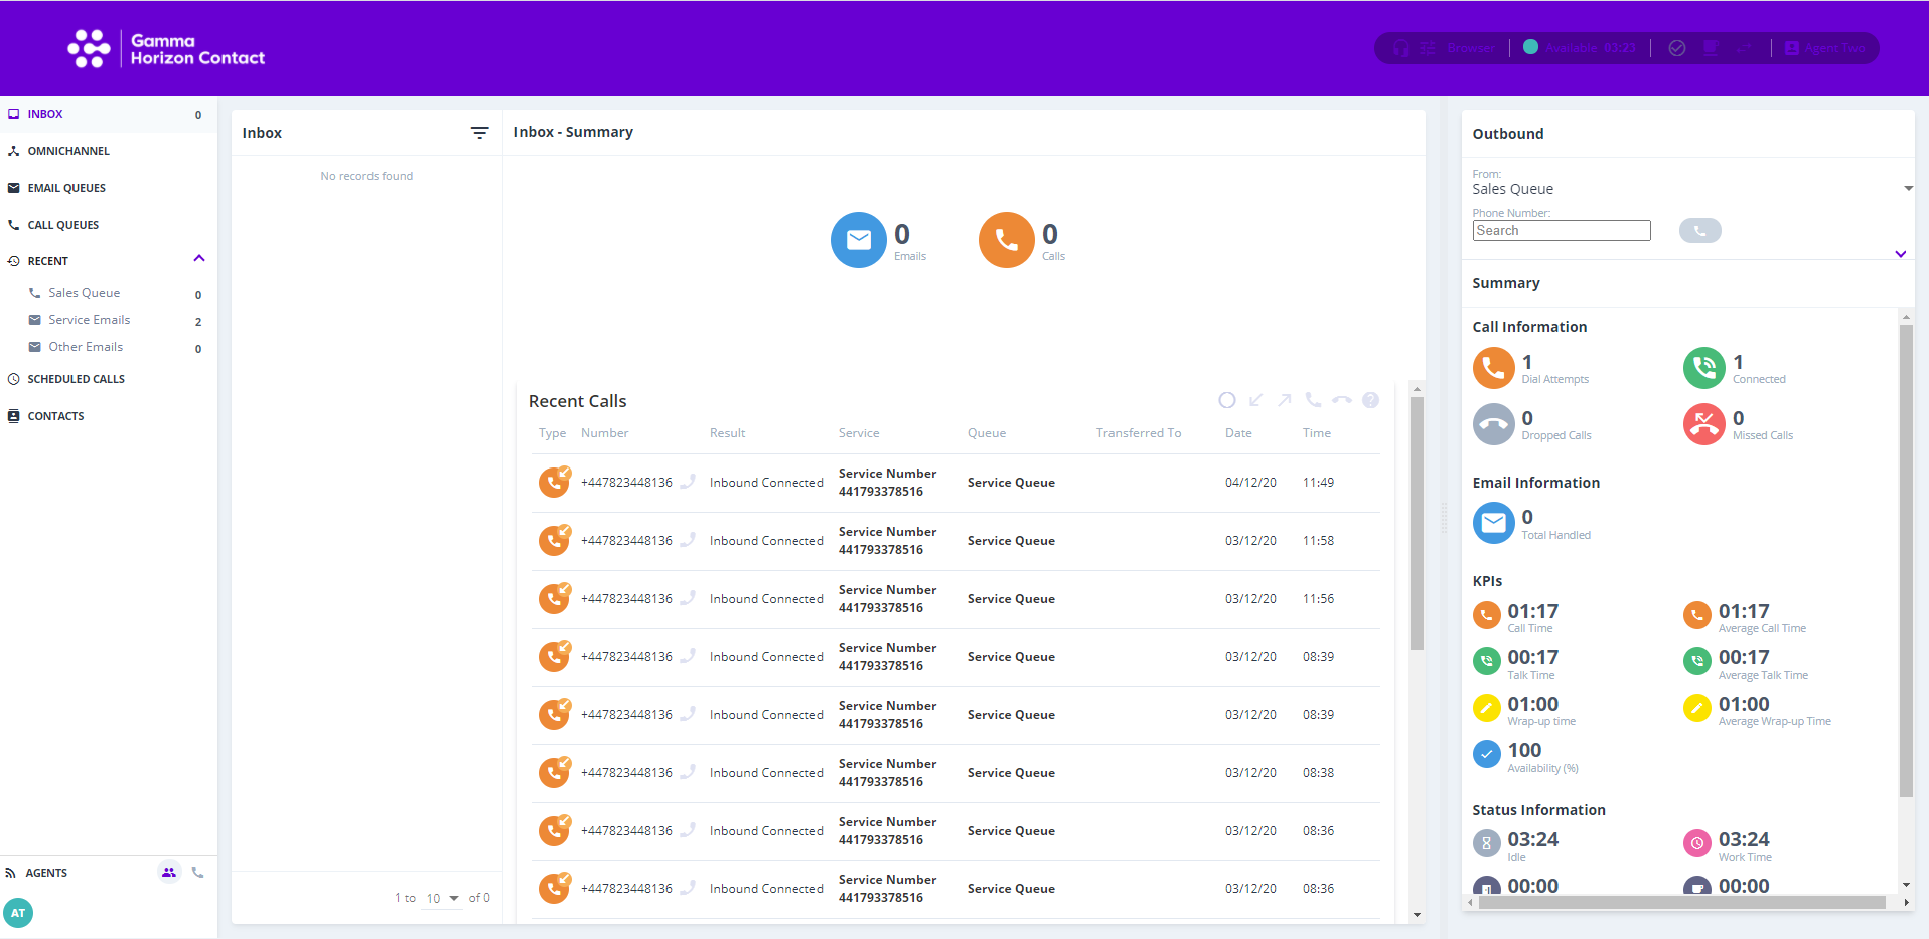 Gamma
Horizon Contact
Browser
Available 03:23
Agent Two
INBOX 0
OMNICHANNEL
EMAIL QUEUES
CALL QUEUES
RECENT
Sales Queue 0
Service Emails 2
Other Emails 0
SCHEDULED CALLS
CONTACTS
AGENTS
AT
Inbox
No records found
1 to 10 of 0
Inbox - Summary
0
Emails
0
Calls
Recent Calls
Type Number Result Service Queue Transferred To Date Time
+447823448136 Inbound Connected Service Number 441793378516 Service Queue 04/12/20 11:49
+447823448136 Inbound Connected Service Number 441793378516 Service Queue 03/12/20 11:58
+447823448136 Inbound Connected Service Number 441793378516 Service Queue 03/12/20 11:56
+447823448136 Inbound Connected Service Number 441793378516 Service Queue 03/12/20 08:39
+447823448136 Inbound Connected Service Number 441793378516 Service Queue 03/12/20 08:39
+447823448136 Inbound Connected Service Number 441793378516 Service Queue 03/12/20 08:38
+447823448136 Inbound Connected Service Number 441793378516 Service Queue 03/12/20 08:36
+447823448136 Inbound Connected Service Number 441793378516 Service Queue 03/12/20 08:36
Outbound
From:
Sales Queue
Phone Number:
Search
Summary
Call Information
1
Dial Attempts
1
Connected
0
Dropped Calls
0
Missed Calls
Email Information
0
Total Handled
KPIs
01:17
Call Time
01:17
Average Call Time
00:17
Talk Time
00:17
Average Talk Time
01:00
Wrap-up time
01:00
Average Wrap-up Time
100
Availability (%)
Status Information
03:24
Idle
03:24
Work Time
00:00
00:00